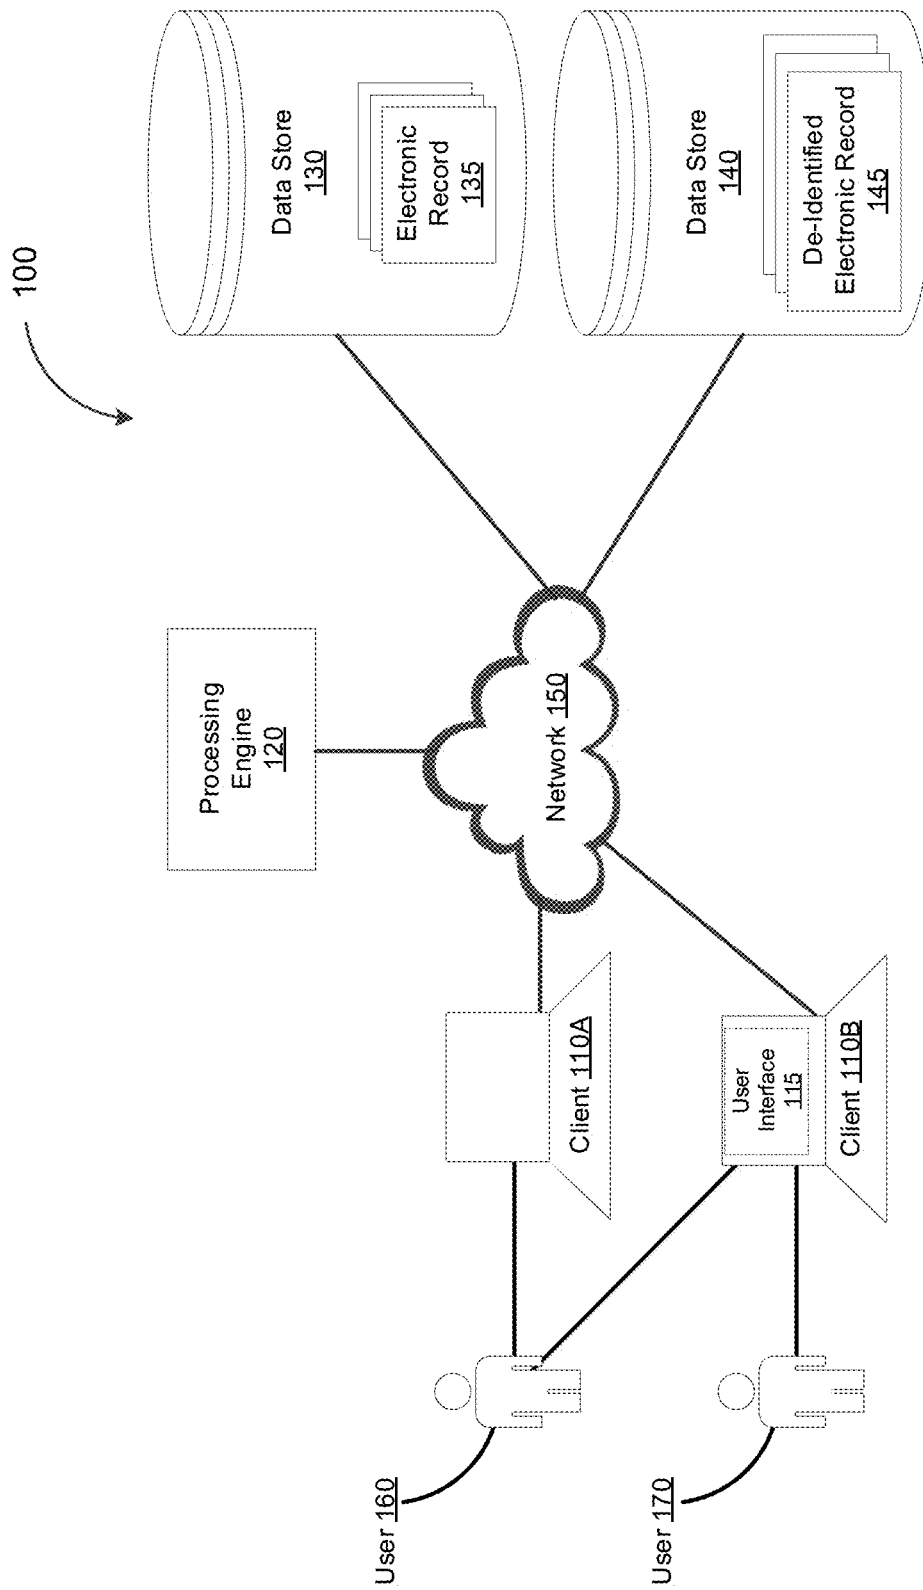 100
Processing
Engine
120
Data Store
130
Electronic
Record
135
Network 150
Data Store
140
De-Identified
Electronic Record
145
User 160
Client 110A
User
Interface
115
Client 110B
User 170